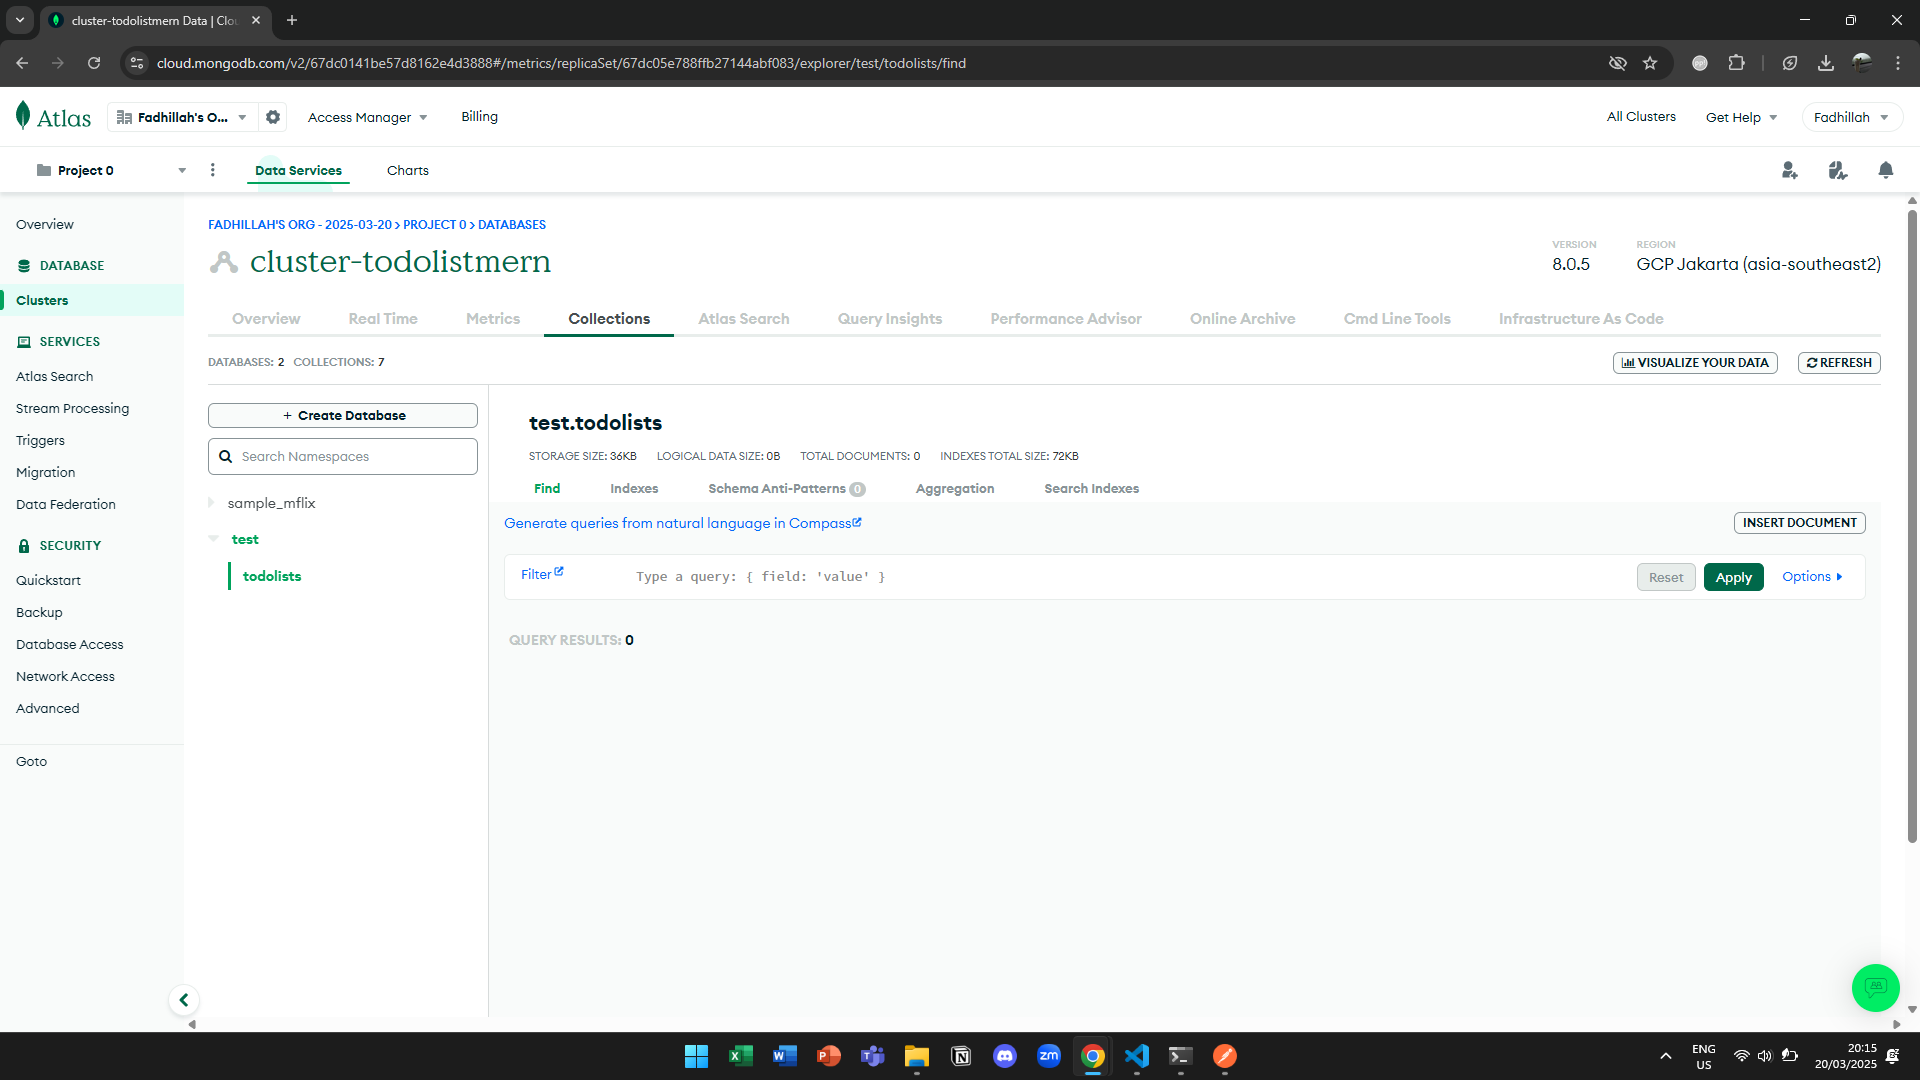 cluster-todolistmern Data | Clo
cloud.mongodb.com/v2/67dc0141be57d8162e4d3888#/metrics/replicaSet/67dc05e788ffb27144abf083/explorer/test/todolists/find
Atlas
Fadhillah's O...
Access Manager
Billing
All Clusters
Get Help
Fadhillah
Project 0
Data Services
Charts
Overview
DATABASE
Clusters
SERVICES
Atlas Search
Stream Processing
Triggers
Migration
Data Federation
SECURITY
Quickstart
Backup
Database Access
Network Access
Advanced
Goto
FADHILLAH'S ORG - 2025-03-20 > PROJECT 0 > DATABASES
cluster-todolistmern
VERSION
8.0.5
REGION
GCP Jakarta (asia-southeast2)
Overview
Real Time
Metrics
Collections
Atlas Search
Query Insights
Performance Advisor
Online Archive
Cmd Line Tools
Infrastructure As Code
DATABASES: 2 COLLECTIONS: 7
VISUALIZE YOUR DATA
REFRESH
+ Create Database
Search Namespaces
sample_mflix
test
todolists
test.todolists
STORAGE SIZE: 36KB LOGICAL DATA SIZE: 0B TOTAL DOCUMENTS: 0 INDEXES TOTAL SIZE: 72KB
Find
Indexes
Schema Anti-Patterns 0
Aggregation
Search Indexes
Generate queries from natural language in Compass
INSERT DOCUMENT
Filter
Type a query: { field: 'value' }
Reset
Apply
Options
QUERY RESULTS: 0
zm
ENG
US
20:15
20/03/2025